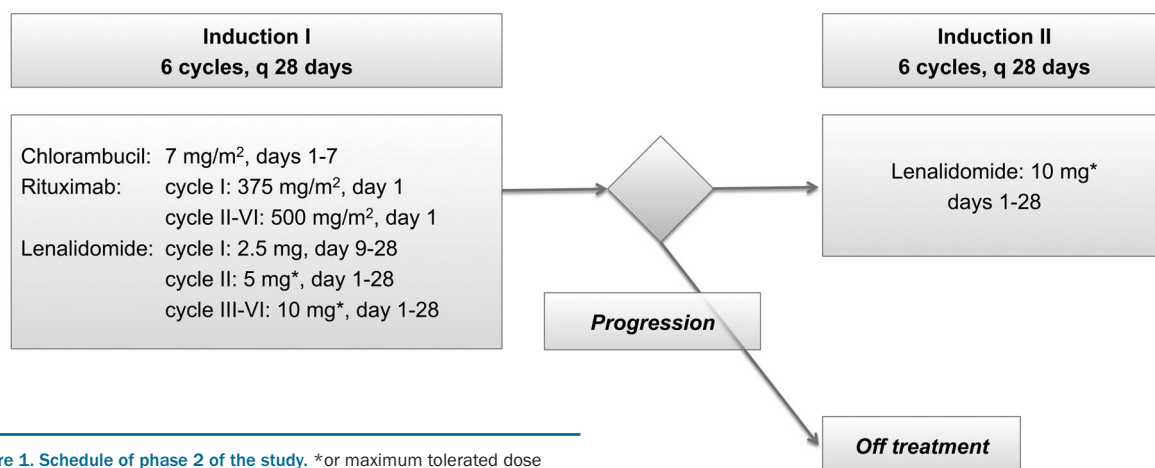 Induction I
6 cycles, q 28 days
Chlorambucil: 7 mg/m², days 1-7
Rituximab: cycle I: 375 mg/m², day 1
cycle II-VI: 500 mg/m², day 1
Lenalidomide: cycle I: 2.5 mg, day 9-28
cycle II: 5 mg*, day 1-28
cycle III-VI: 10 mg*, day 1-28
Progression
Induction II
6 cycles, q 28 days
Lenalidomide: 10 mg*
days 1-28
Off treatment
re 1. Schedule of phase 2 of the study. *or maximum tolerated dose